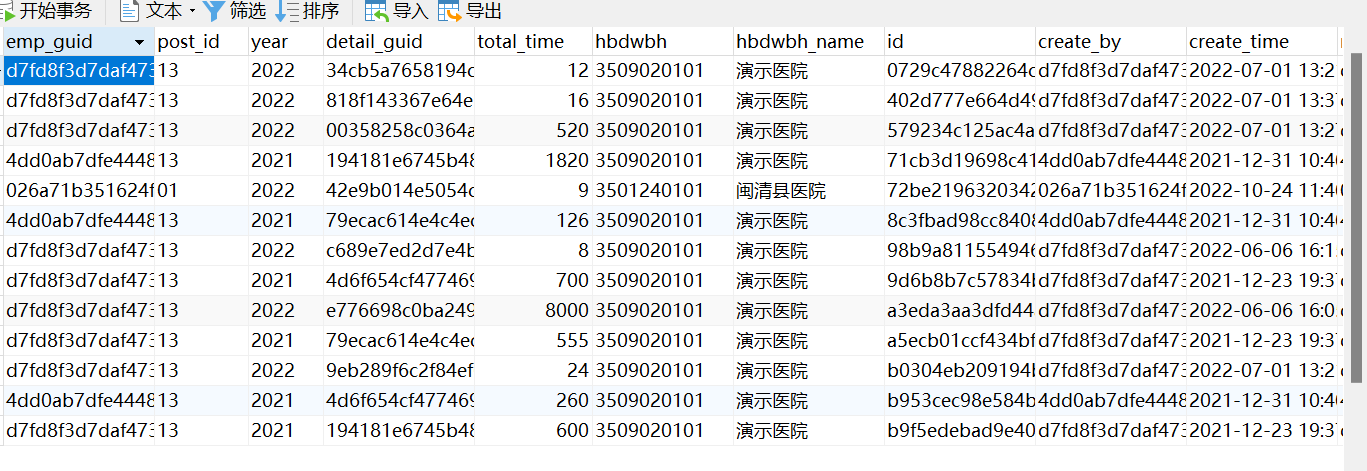 开始事务 文本 筛选 排序 导入 导出
emp_guid post_id year detail_guid total_time hbdwbh hbdwbh_name id create_by create_time
d7fd8f3d7daf473 13 2022 34cb5a7658194c 12 3509020101 演示医院 0729c47882264c d7fd8f3d7daf473 2022-07-01 13:2
d7fd8f3d7daf473 13 2022 818f143367e64e 16 3509020101 演示医院 402d777e664d49 d7fd8f3d7daf473 2022-07-01 13:3
d7fd8f3d7daf473 13 2022 00358258c0364a 520 3509020101 演示医院 579234c125ac4a d7fd8f3d7daf473 2022-07-01 13:2
4dd0ab7dfe4448 13 2021 194181e6745b48 1820 3509020101 演示医院 71cb3d19698c41 4dd0ab7dfe4448 2021-12-31 10:4
026a71b351624f 01 2022 42e9b014e5054c 9 3501240101 闽清县医院 72be2196320342 026a71b351624f 2022-10-24 11:4
4dd0ab7dfe4448 13 2021 79ecac614e4c4ec 126 3509020101 演示医院 8c3fbad98cc8408 4dd0ab7dfe4448 2021-12-31 10:4
d7fd8f3d7daf473 13 2022 c689e7ed2d7e4b 8 3509020101 演示医院 98b9a811554946 d7fd8f3d7daf473 2022-06-06 16:1
d7fd8f3d7daf473 13 2021 4d6f654cf477469 700 3509020101 演示医院 9d6b8b7c57834b d7fd8f3d7daf473 2021-12-23 19:3
d7fd8f3d7daf473 13 2022 e776698c0ba249 8000 3509020101 演示医院 a3eda3aa3dfd44 d7fd8f3d7daf473 2022-06-06 16:0
d7fd8f3d7daf473 13 2021 79ecac614e4c4ec 555 3509020101 演示医院 a5ecb01ccf434bf d7fd8f3d7daf473 2021-12-23 19:3
d7fd8f3d7daf473 13 2022 9eb289f6c2f84ef 24 3509020101 演示医院 b0304eb209194b d7fd8f3d7daf473 2022-07-01 13:2
4dd0ab7dfe4448 13 2021 4d6f654cf477469 260 3509020101 演示医院 b953cec98e584b 4dd0ab7dfe4448 2021-12-31 10:4
d7fd8f3d7daf473 13 2021 194181e6745b48 600 3509020101 演示医院 b9f5edebad9e40 d7fd8f3d7daf473 2021-12-23 19:3